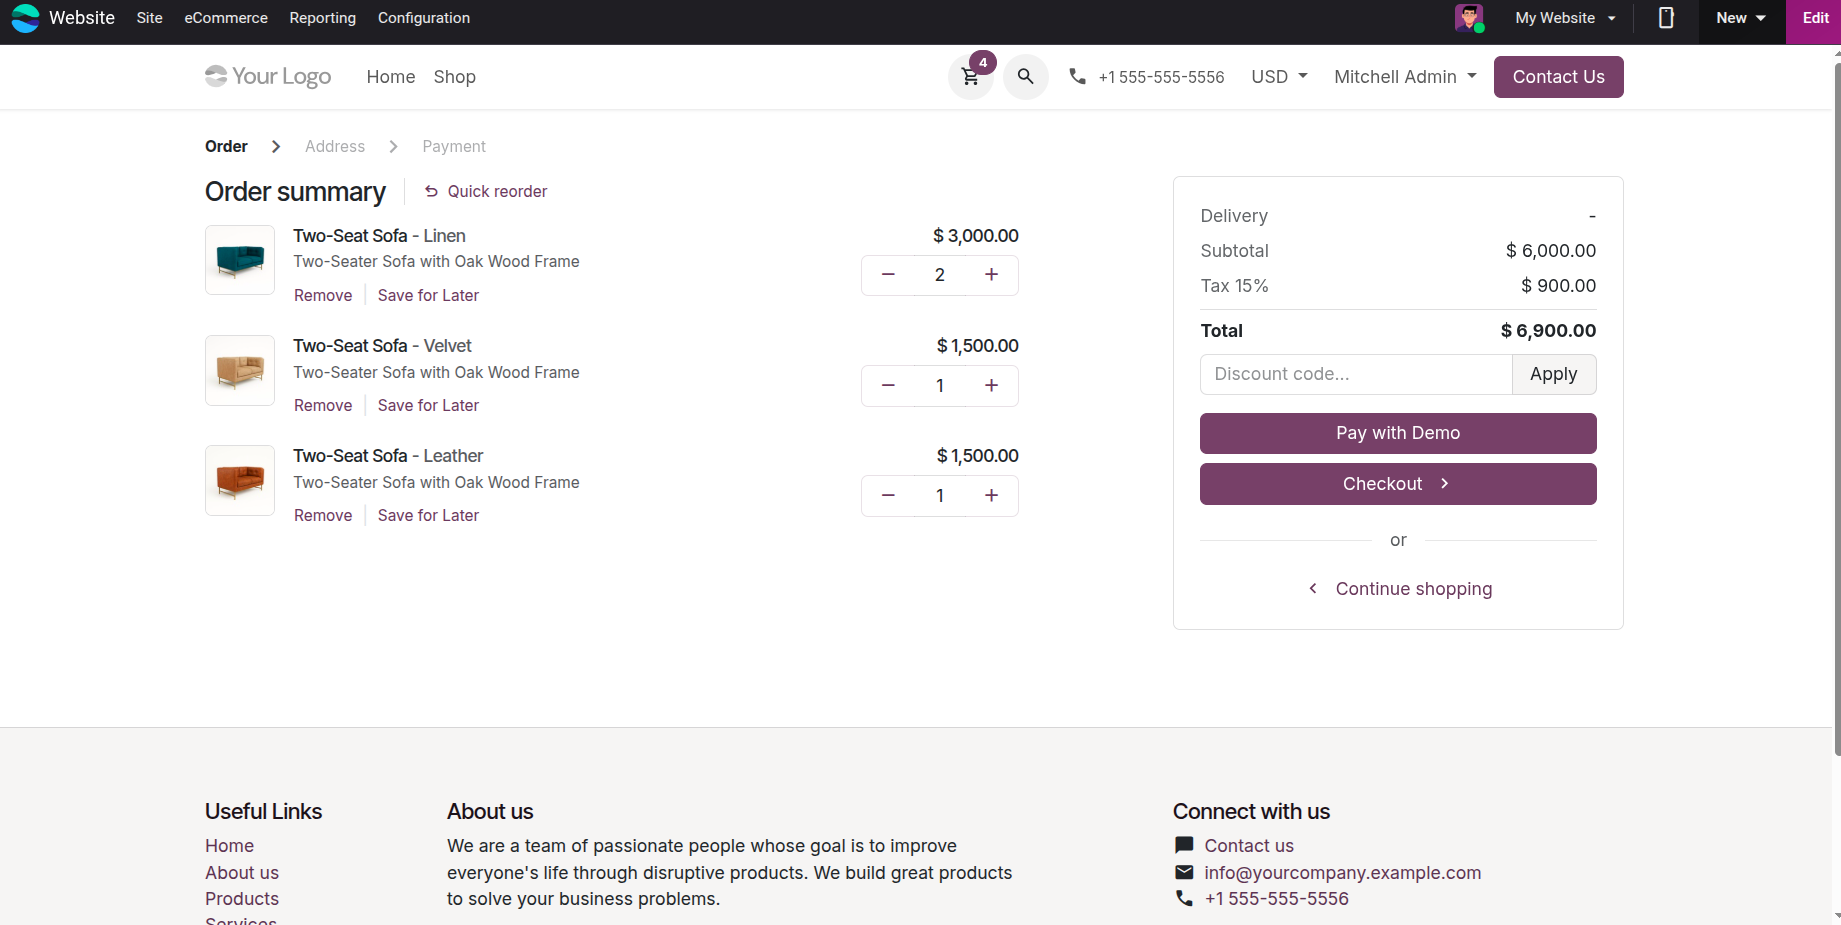 Website Site eCommerce Reporting Configuration My Website New Edit
Your Logo Home Shop 4 +1 555-555-5556 USD Mitchell Admin Contact Us
Order Address Payment
Order summary Quick reorder
Two-Seat Sofa - Linen $ 3,000.00
Two-Seater Sofa with Oak Wood Frame
2
Remove Save for Later
Two-Seat Sofa - Velvet $ 1,500.00
Two-Seater Sofa with Oak Wood Frame
1
Remove Save for Later
Two-Seat Sofa - Leather $ 1,500.00
Two-Seater Sofa with Oak Wood Frame
1
Remove Save for Later
Delivery -
Subtotal $ 6,000.00
Tax 15% $ 900.00
Total $ 6,900.00
Discount code... Apply
Pay with Demo
Checkout
or
Continue shopping
Useful Links
Home
About us
Products
Services
About us
We are a team of passionate people whose goal is to improve
everyone's life through disruptive products. We build great products
to solve your business problems.
Connect with us
Contact us
info@yourcompany.example.com
+1 555-555-5556